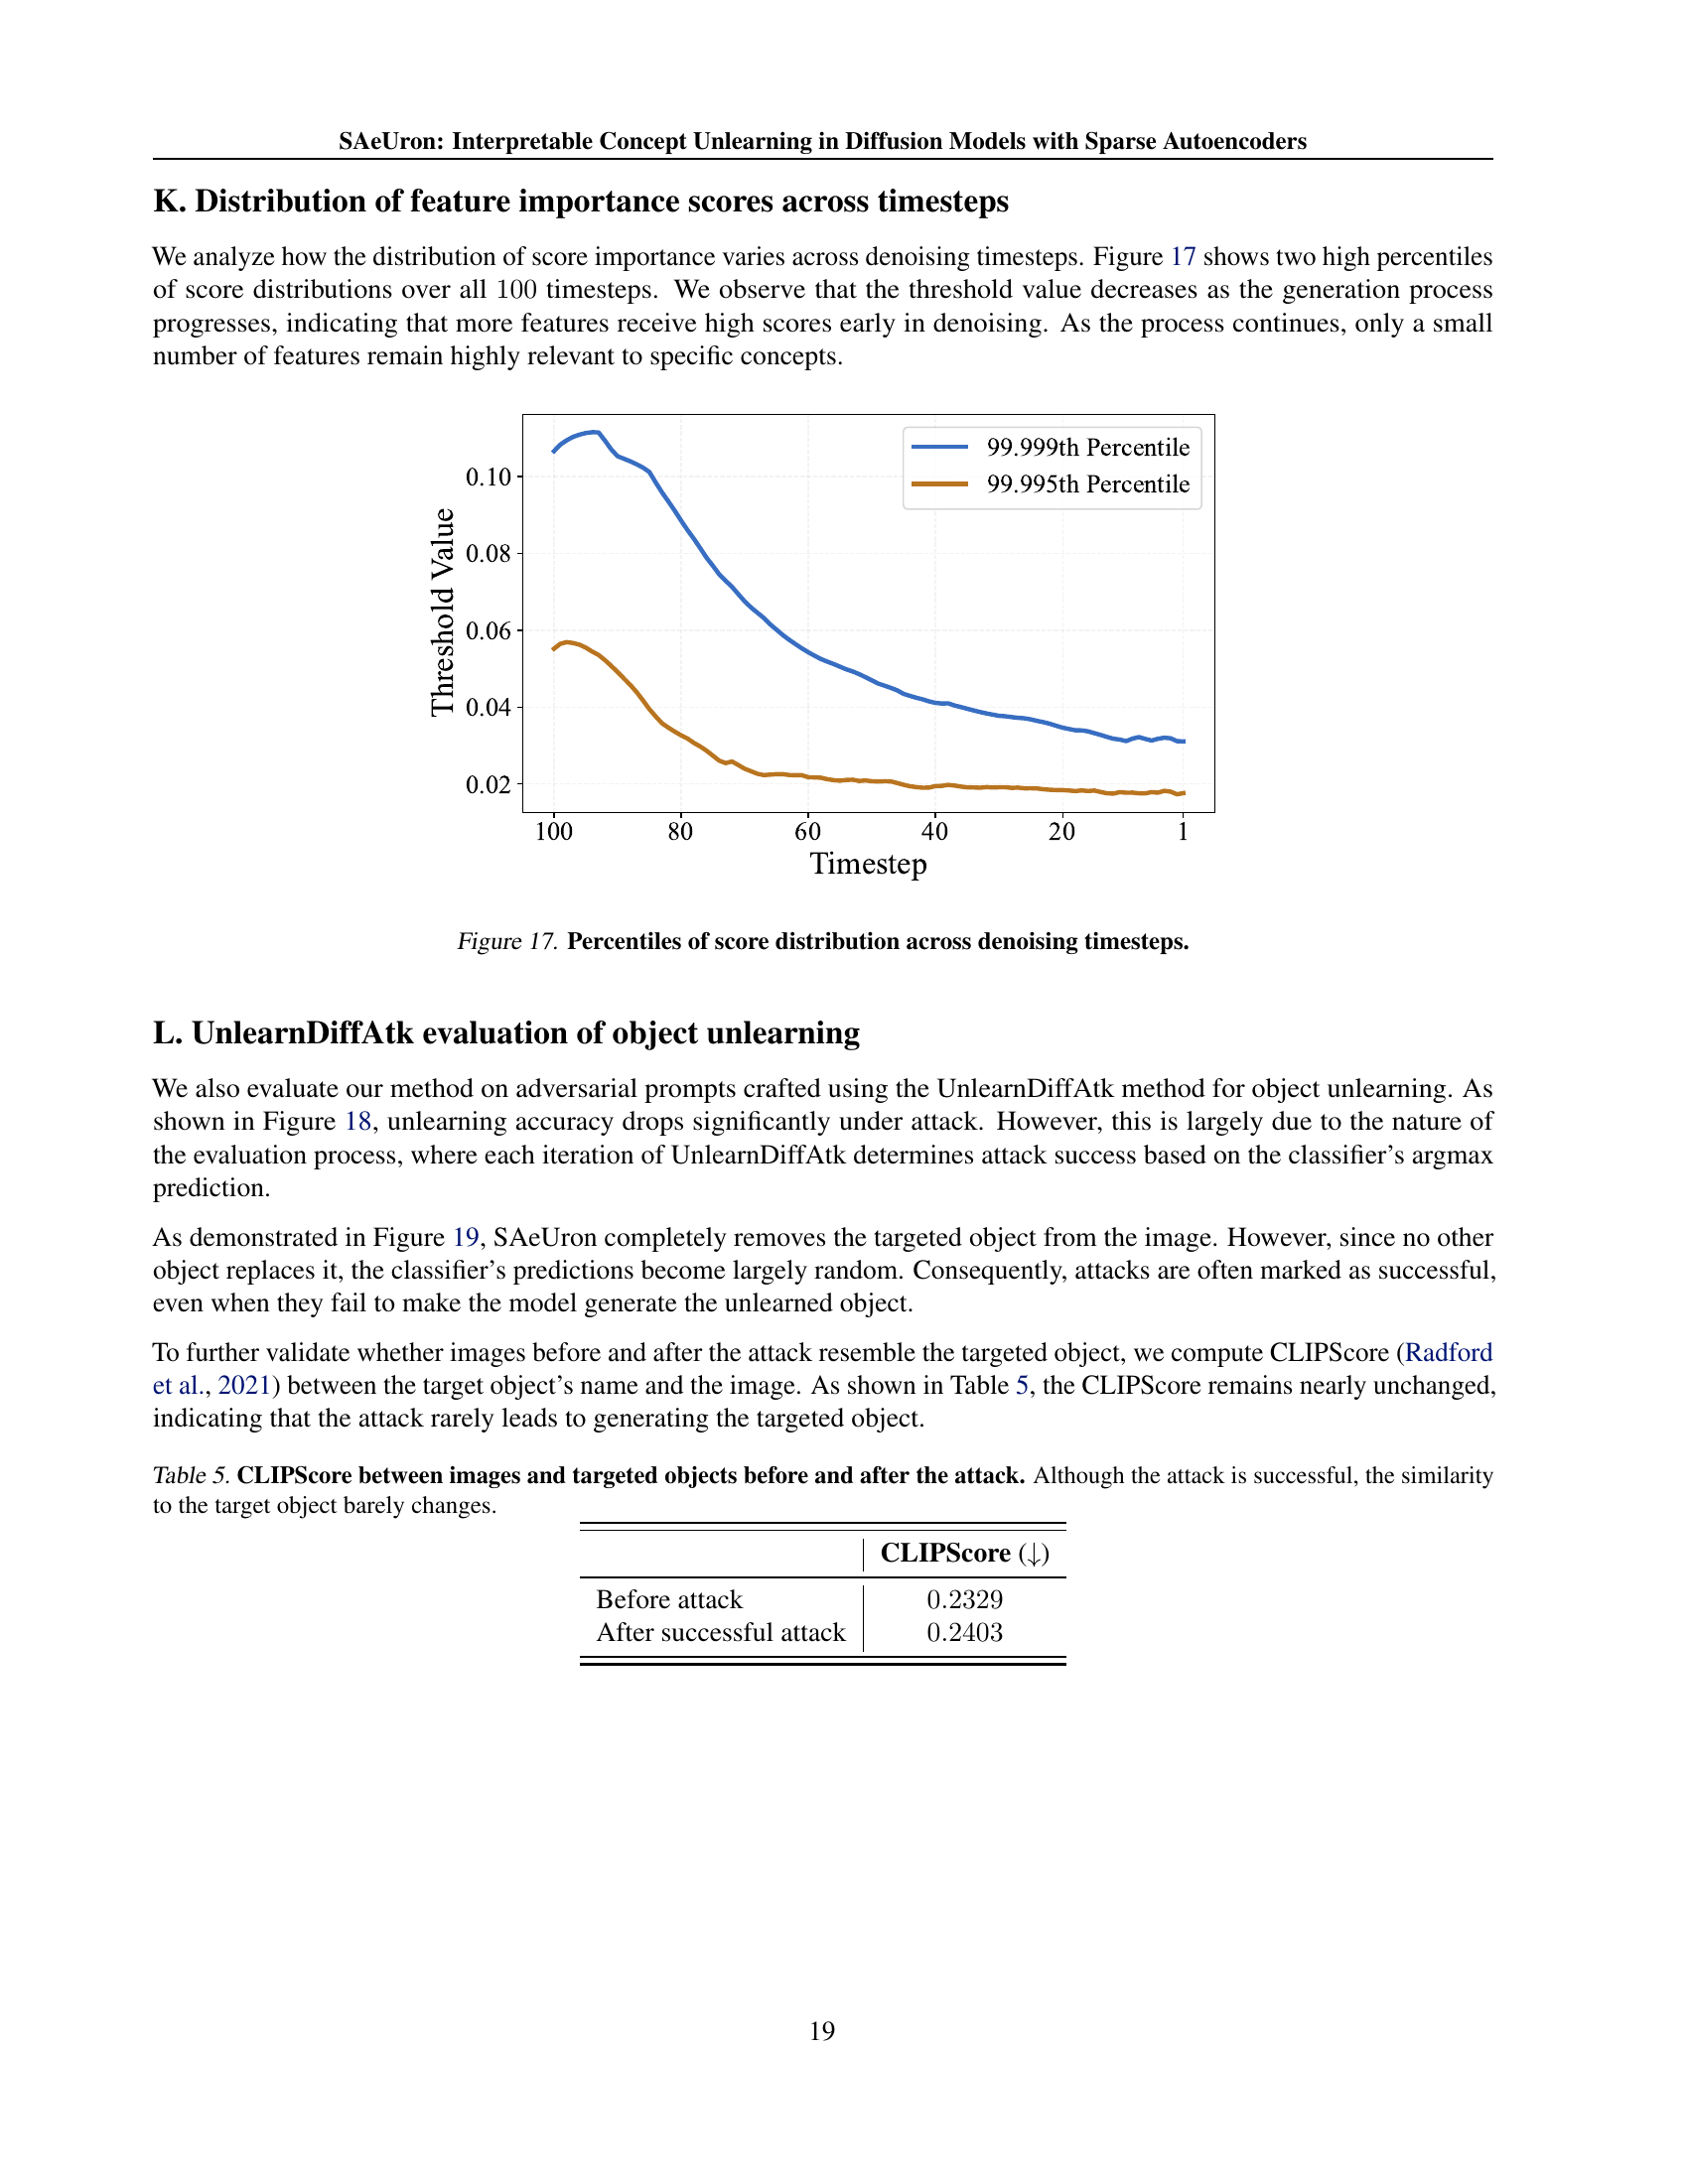 SAeUron: Interpretable Concept Unlearning in Diffusion Models with Sparse Autoencoders
K. Distribution of feature importance scores across timesteps
We analyze how the distribution of score importance varies across denoising timesteps. Figure 17 shows two high percentiles
of score distributions over all 100 timesteps. We observe that the threshold value decreases as the generation process
progresses, indicating that more features receive high scores early in denoising. As the process continues, only a small
number of features remain highly relevant to specific concepts.
99.999th Percentile
99.995th Percentile
Threshold Value
0.10
0.08
0.06
0.04
0.02
100 80 60 40 20 1
Timestep
Figure 17. Percentiles of score distribution across denoising timesteps.
L. UnlearnDiffAtk evaluation of object unlearning
We also evaluate our method on adversarial prompts crafted using the UnlearnDiffAtk method for object unlearning. As
shown in Figure 18, unlearning accuracy drops significantly under attack. However, this is largely due to the nature of
the evaluation process, where each iteration of UnlearnDiffAtk determines attack success based on the classifier's argmax
prediction.
As demonstrated in Figure 19, SAeUron completely removes the targeted object from the image. However, since no other
object replaces it, the classifier's predictions become largely random. Consequently, attacks are often marked as successful,
even when they fail to make the model generate the unlearned object.
To further validate whether images before and after the attack resemble the targeted object, we compute CLIPScore (Radford
et al., 2021) between the target object's name and the image. As shown in Table 5, the CLIPScore remains nearly unchanged,
indicating that the attack rarely leads to generating the targeted object.
Table 5. CLIPScore between images and targeted objects before and after the attack. Although the attack is successful, the similarity
to the target object barely changes.
CLIPScore (↓)
Before attack 0.2329
After successful attack 0.2403
19